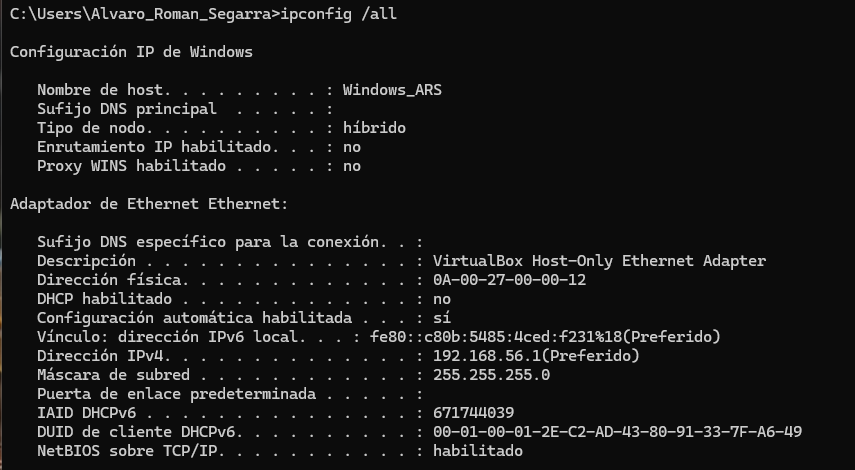 C:\Users\Alvaro_Roman_Segarra>ipconfig /all
Configuración IP de Windows
Nombre de host. . . . . . . . . : Windows_ARS
Sufijo DNS principal  . . . . . :
Tipo de nodo. . . . . . . . . . : híbrido
Enrutamiento IP habilitado. . . : no
Proxy WINS habilitado . . . . . : no
Adaptador de Ethernet Ethernet:
Sufijo DNS específico para la conexión. . :
Descripción . . . . . . . . . . . . . . . : VirtualBox Host-Only Ethernet Adapter
Dirección física. . . . . . . . . . . . . : 0A-00-27-00-00-12
DHCP habilitado . . . . . . . . . . . . . : no
Configuración automática habilitada . . . : sí
Vínculo: dirección IPv6 local. . . : fe80::c80b:5485:4ced:f231%18(Preferido)
Dirección IPv4. . . . . . . . . . . . . . : 192.168.56.1(Preferido)
Máscara de subred . . . . . . . . . . . . : 255.255.255.0
Puerta de enlace predeterminada . . . . . :
IAID DHCPv6 . . . . . . . . . . . . . . . : 671744039
DUID de cliente DHCPv6. . . . . . . . . . : 00-01-00-01-2E-C2-AD-43-80-91-33-7F-A6-49
NetBIOS sobre TCP/IP. . . . . . . . . . . : habilitado